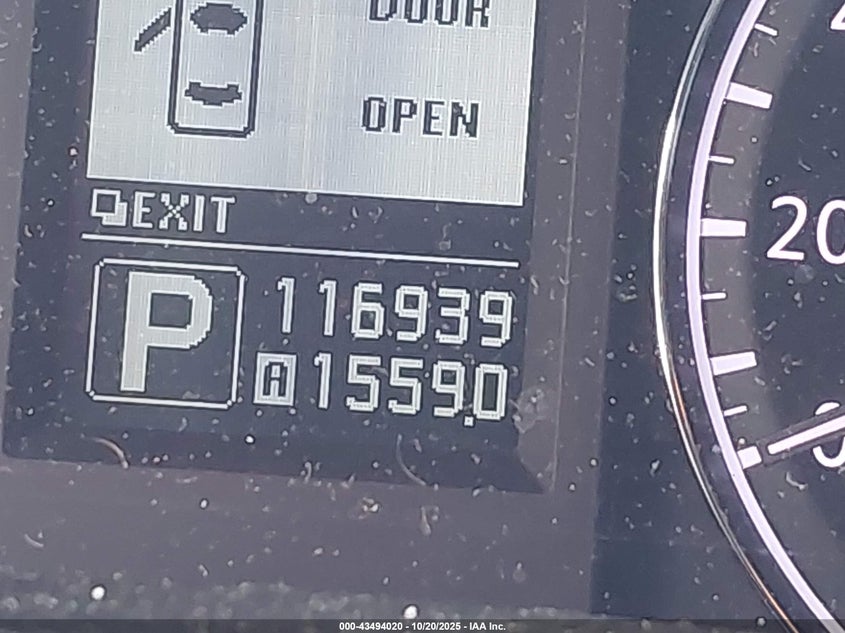 DOOR
OPEN
EXIT
P
116939
A 1559.0
20
000-43494020 - 10/20/2025 - IAA Inc.